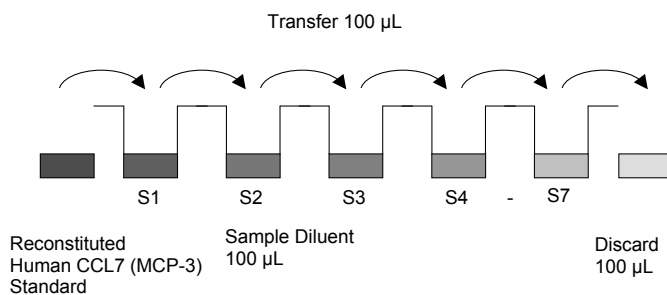 Transfer 100 µL
S1 S2 S3 S4 - S7
Reconstituted
Human CCL7 (MCP-3)
Standard
Sample Diluent
100 µL
Discard
100 µL